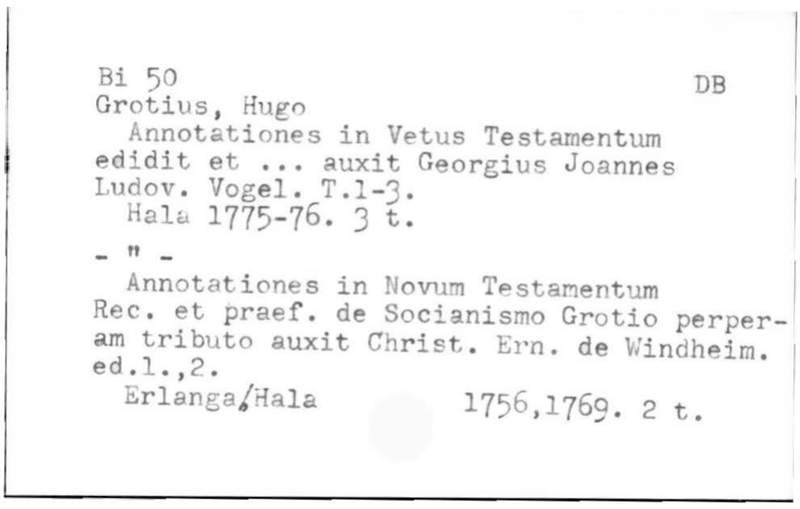 Bi 50 DB
Grotius, Hugo
Annotationes in Vetus Testamentum
edidit et ... auxit Georgius Joannes
Ludov. Vogel. T.1-3.
Hala 1775-76. 3 t.
- " -
Annotationes in Novum Testamentum
Rec. et praef. de Socianismo Grotio perper-
am tributo auxit Christ. Ern. de Windheim.
ed.1.,2.
Erlanga/Hala 1756,1769. 2 t.